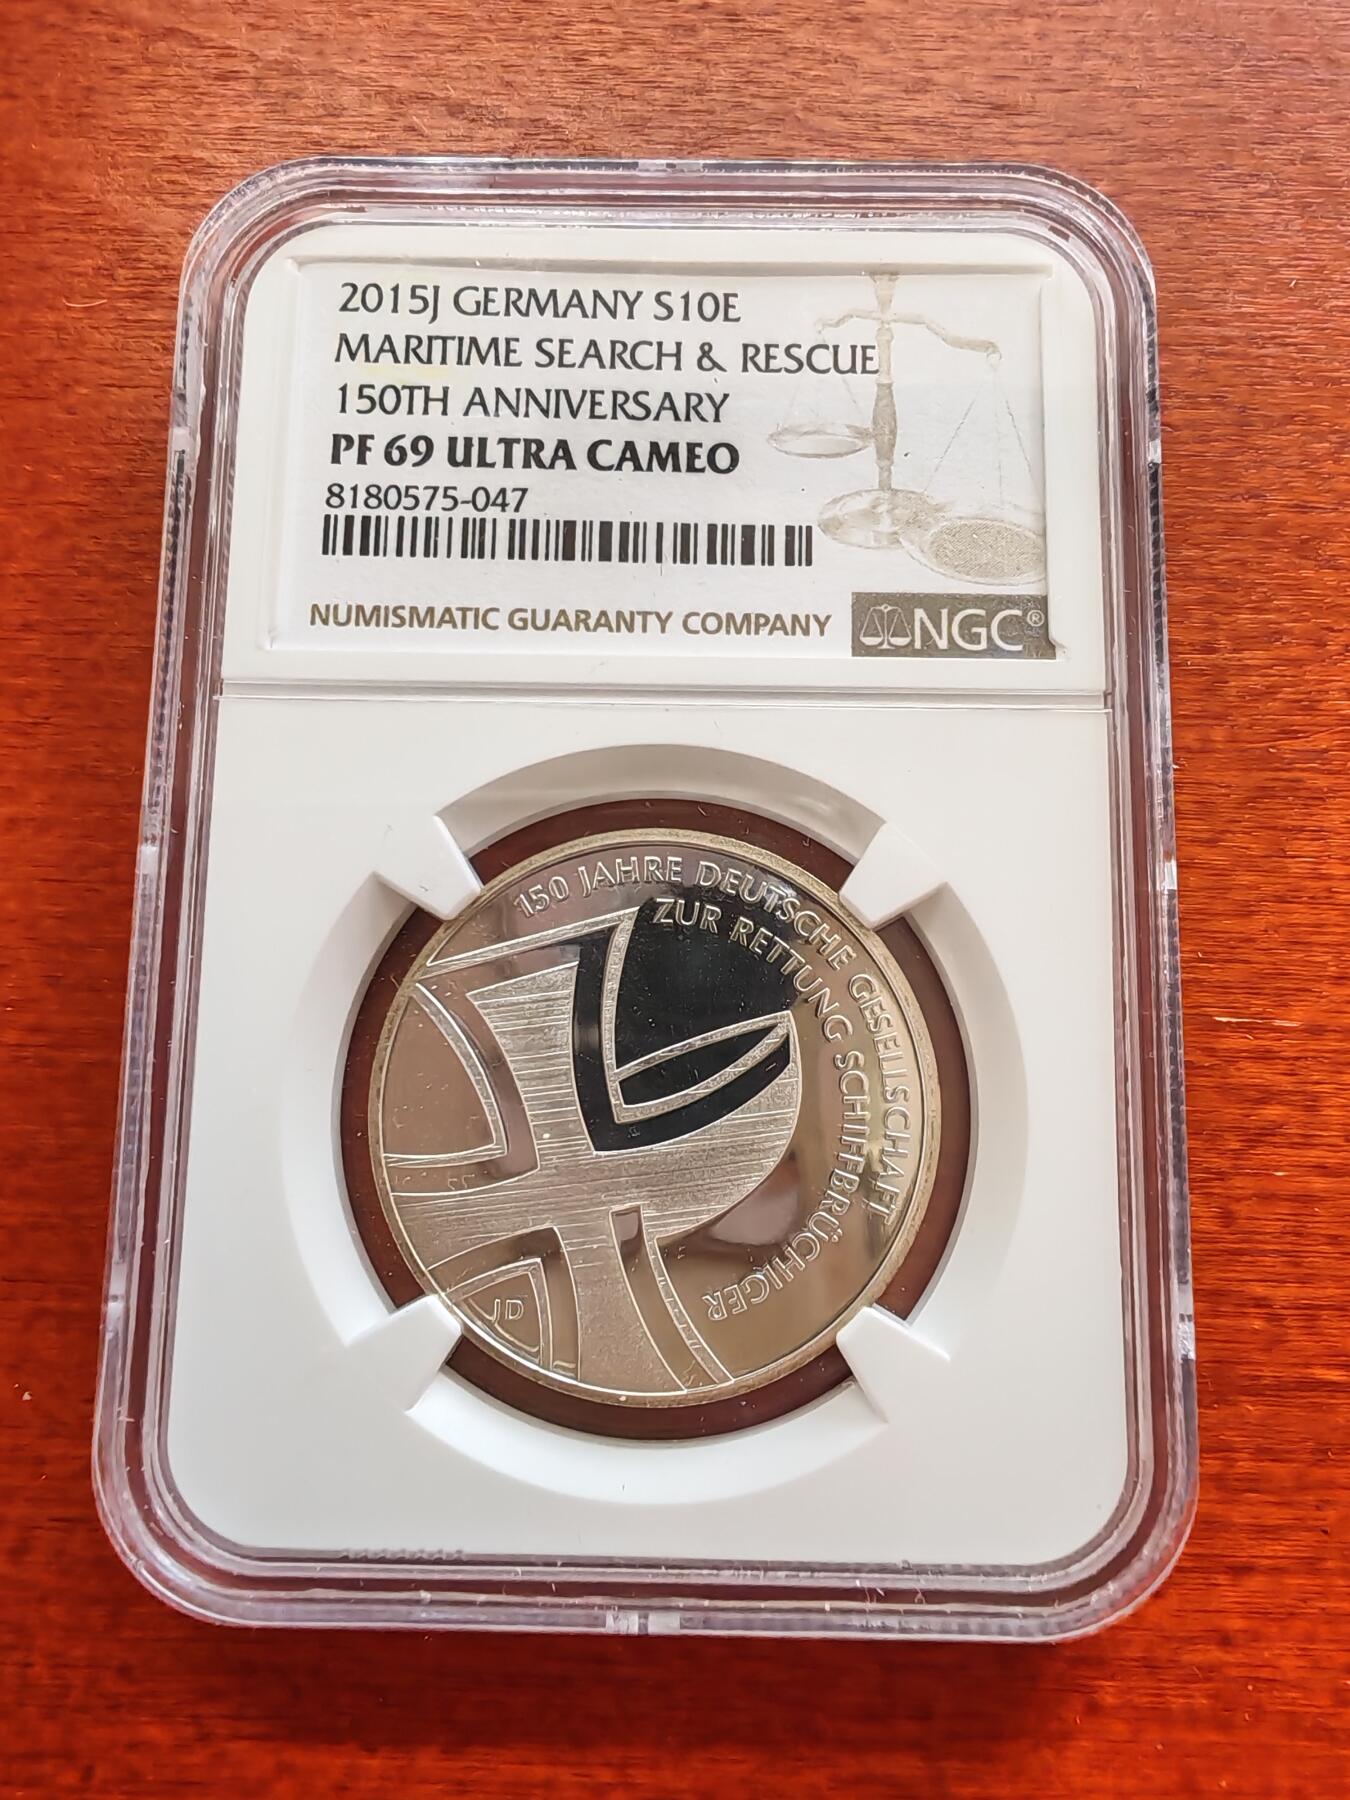 2015J GERMANY S10E
MARITIME SEARCH & RESCUE
150TH ANNIVERSARY
PF 69 ULTRA CAMEO
8180575-047
NUMISMATIC GUARANTY COMPANY
NGC®
150 JAHRE DEUTSCHE GESELLSCHAFT
ZUR RETTUNG SCHIFFBRÜCHIGER
JD